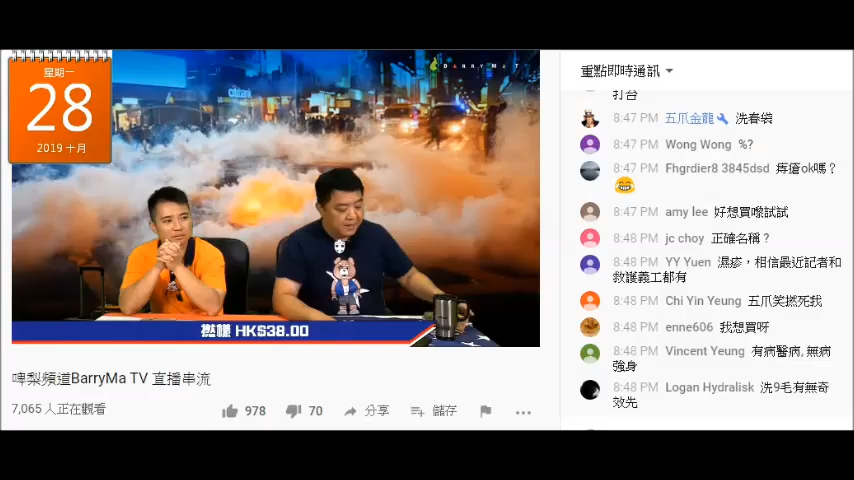 星期一
28
2019 十月
citibank
BARRYMA T
撚樣 HK$38.00
啤梨頻道BarryMa TV 直播串流
7,065 人正在觀看
978
70
分享
儲存
重點即時通訊
打台
8:47 PM 五爪金龍 洗春袋
8:47 PM Wong Wong %?
8:47 PM Fhgrdier8 3845dsd 痔瘡ok嗎？
😂
8:47 PM amy lee 好想買嚟試試
8:48 PM jc choy 正確名稱？
8:48 PM YY Yuen 濕疹，相信最近記者和
救護義工都有
8:48 PM Chi Yin Yeung 五爪笑撚死我
8:48 PM enne606 我想買呀
8:48 PM Vincent Yeung 有病醫病, 無病
強身
8:48 PM Logan Hydralisk 洗9毛有無奇
效先